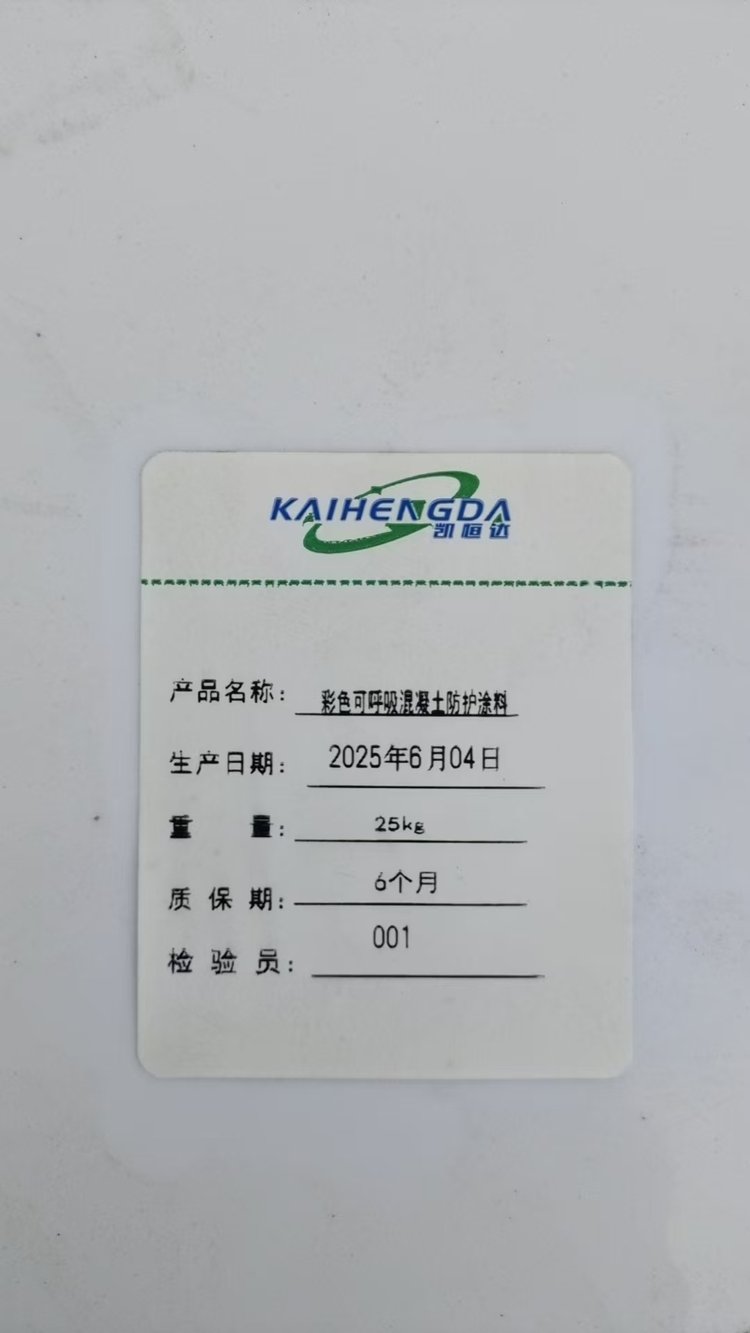 KAIHENGDA
凯恒达
产品名称: 彩色可呼吸混凝土防护涂料
生产日期: 2025年6月04日
重 量: 25kg
质保期: 6个月
检验员: 001